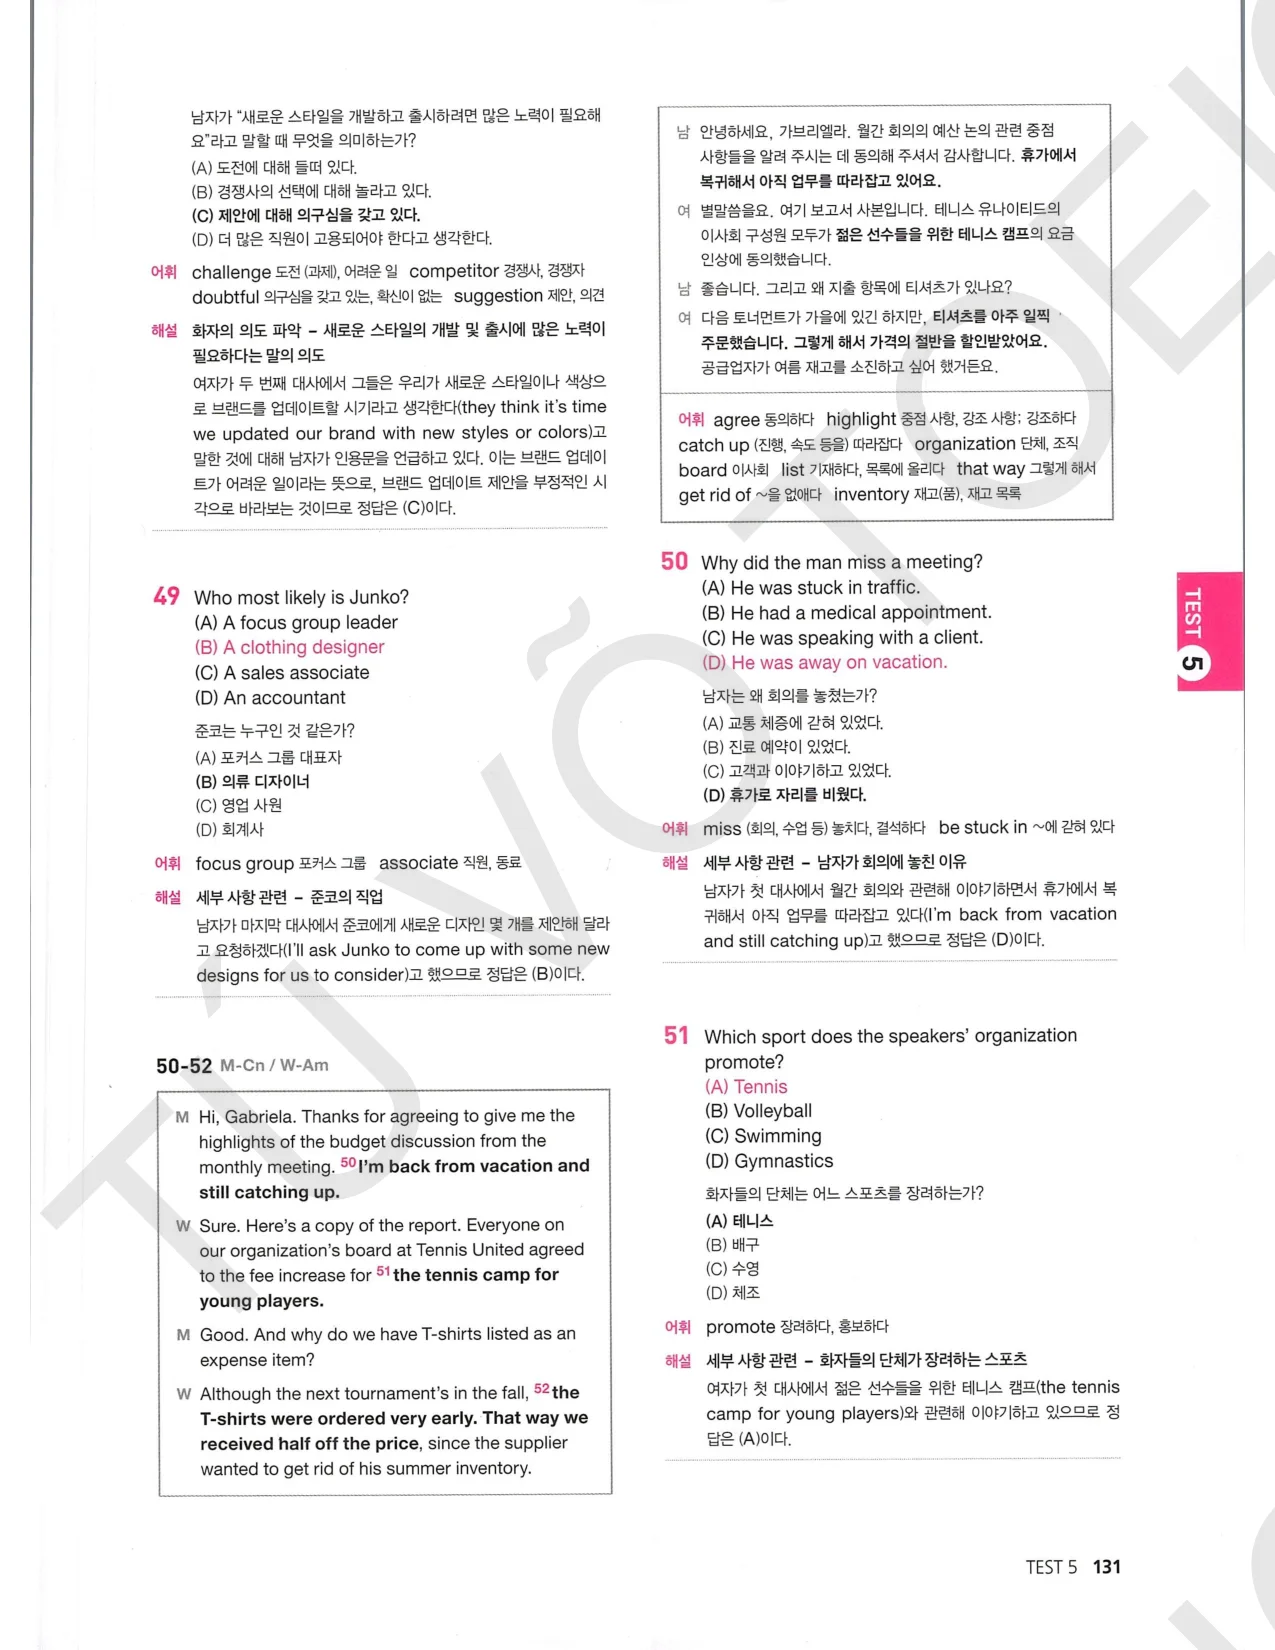 남자가 "새로운 스타일을 개발하고 출시하려면 많은 노력이 필요해
요"라고 말할 때 무엇을 의미하는가?
(A) 도전에 대해 들떠 있다.
(B) 경쟁사의 선택에 대해 놀라고 있다.
(C) 제안에 대해 의구심을 갖고 있다.
(D) 더 많은 직원이 고용되어야 한다고 생각한다.
어휘 challenge 도전 (과제), 어려운 일 competitor 경쟁사, 경쟁자
doubtful 의구심을 갖고 있는, 확신이 없는 suggestion 제안, 의견
해설 화자의 의도 파악 – 새로운 스타일의 개발 및 출시에 많은 노력이
필요하다는 말의 의도
여자가 두 번째 대사에서 그들은 우리가 새로운 스타일이나 색상으
로 브랜드를 업데이트할 시기라고 생각한다(they think it's time
we updated our brand with new styles or colors)고
말한 것에 대해 남자가 인용문을 언급하고 있다. 이는 브랜드 업데이
트가 어려운 일이라는 뜻으로, 브랜드 업데이트 제안을 부정적인 시
각으로 바라보는 것이므로 정답은 (C)이다.
49 Who most likely is Junko?
(A) A focus group leader
(B) A clothing designer
(C) A sales associate
(D) An accountant
준코는 누구인 것 같은가?
(A) 포커스 그룹 대표자
(B) 의류 디자이너
(C) 영업 사원
(D) 회계사
어휘 focus group 포커스 그룹 associate 직원, 동료
해설 세부 사항 관련 – 준코의 직업
남자가 마지막 대사에서 준코에게 새로운 디자인 몇 개를 제안해 달라
고 요청하겠다(I'll ask Junko to come up with some new
designs for us to consider)고 했으므로 정답은 (B)이다.
50-52 M-Cn / W-Am
M Hi, Gabriela. Thanks for agreeing to give me the
highlights of the budget discussion from the
monthly meeting. 50 I'm back from vacation and
still catching up.
W Sure. Here's a copy of the report. Everyone on
our organization's board at Tennis United agreed
to the fee increase for 51 the tennis camp for
young players.
M Good. And why do we have T-shirts listed as an
expense item?
W Although the next tournament's in the fall, 52 the
T-shirts were ordered very early. That way we
received half off the price, since the supplier
wanted to get rid of his summer inventory.
남 안녕하세요, 가브리엘라. 월간 회의의 예산 논의 관련 중점
사항들을 알려 주시는 데 동의해 주셔서 감사합니다. 휴가에서
복귀해서 아직 업무를 따라잡고 있어요.
여 별말씀을요. 여기 보고서 사본입니다. 테니스 유나이티드의
이사회 구성원 모두가 젊은 선수들을 위한 테니스 캠프의 요금
인상에 동의했습니다.
남 좋습니다. 그리고 왜 지출 항목에 티셔츠가 있나요?
여 다음 토너먼트가 가을에 있긴 하지만, 티셔츠를 아주 일찍
주문했습니다. 그렇게 해서 가격의 절반을 할인받았어요.
공급업자가 여름 재고를 소진하고 싶어 했거든요.
어휘 agree 동의하다 highlight 중점 사항, 강조 사항; 강조하다
catch up (진행, 속도 등을) 따라잡다 organization 단체, 조직
board 이사회 list 기재하다, 목록에 올리다 that way 그렇게 해서
get rid of ~을 없애다 inventory 재고(품), 재고 목록
50 Why did the man miss a meeting?
(A) He was stuck in traffic.
(B) He had a medical appointment.
(C) He was speaking with a client.
(D) He was away on vacation.
남자는 왜 회의를 놓쳤는가?
(A) 교통 체증에 갇혀 있었다.
(B) 진료 예약이 있었다.
(C) 고객과 이야기하고 있었다.
(D) 휴가로 자리를 비웠다.
어휘 miss (회의, 수업 등) 놓치다, 결석하다 be stuck in ~에 갇혀 있다
해설 세부 사항 관련 – 남자가 회의에 놓친 이유
남자가 첫 대사에서 월간 회의와 관련해 이야기하면서 휴가에서 복
귀해서 아직 업무를 따라잡고 있다(I'm back from vacation
and still catching up)고 했으므로 정답은 (D)이다.
51 Which sport does the speakers' organization
promote?
(A) Tennis
(B) Volleyball
(C) Swimming
(D) Gymnastics
화자들의 단체는 어느 스포츠를 장려하는가?
(A) 테니스
(B) 배구
(C) 수영
(D) 체조
어휘 promote 장려하다, 홍보하다
해설 세부 사항 관련 – 화자들의 단체가 장려하는 스포츠
여자가 첫 대사에서 젊은 선수들을 위한 테니스 캠프(the tennis
camp for young players)와 관련해 이야기하고 있으므로 정
답은 (A)이다.
TEST 5
TEST 5 131
TÚ VÕ TOEIC